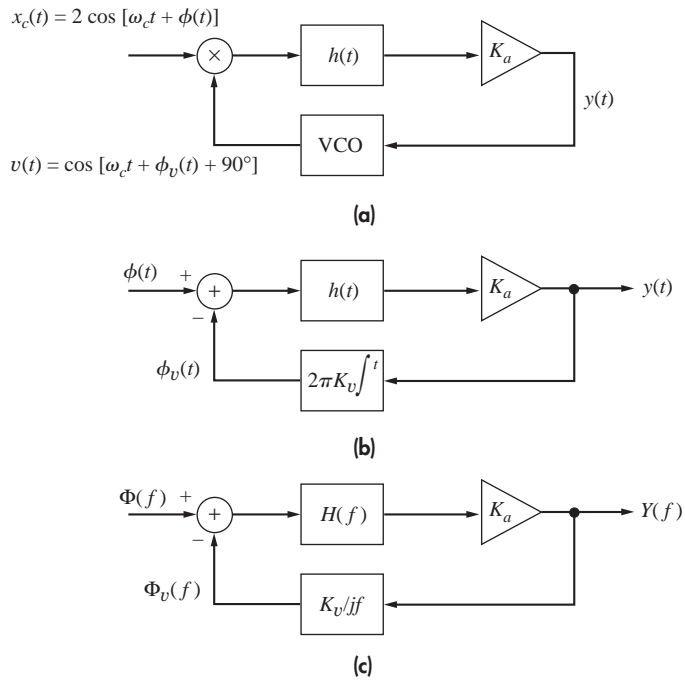 x_c(t) = 2 cos [ω_c t + ϕ(t)]
×
h(t)
K_a
y(t)
VCO
v(t) = cos [ω_c t + ϕ_v(t) + 90°]
(a)
ϕ(t)
+
+
−
h(t)
K_a
y(t)
ϕ_v(t)
2πK_v ∫^t
(b)
Φ(f)
+
+
−
H(f)
K_a
Y(f)
Φ_v(f)
K_v/jf
(c)